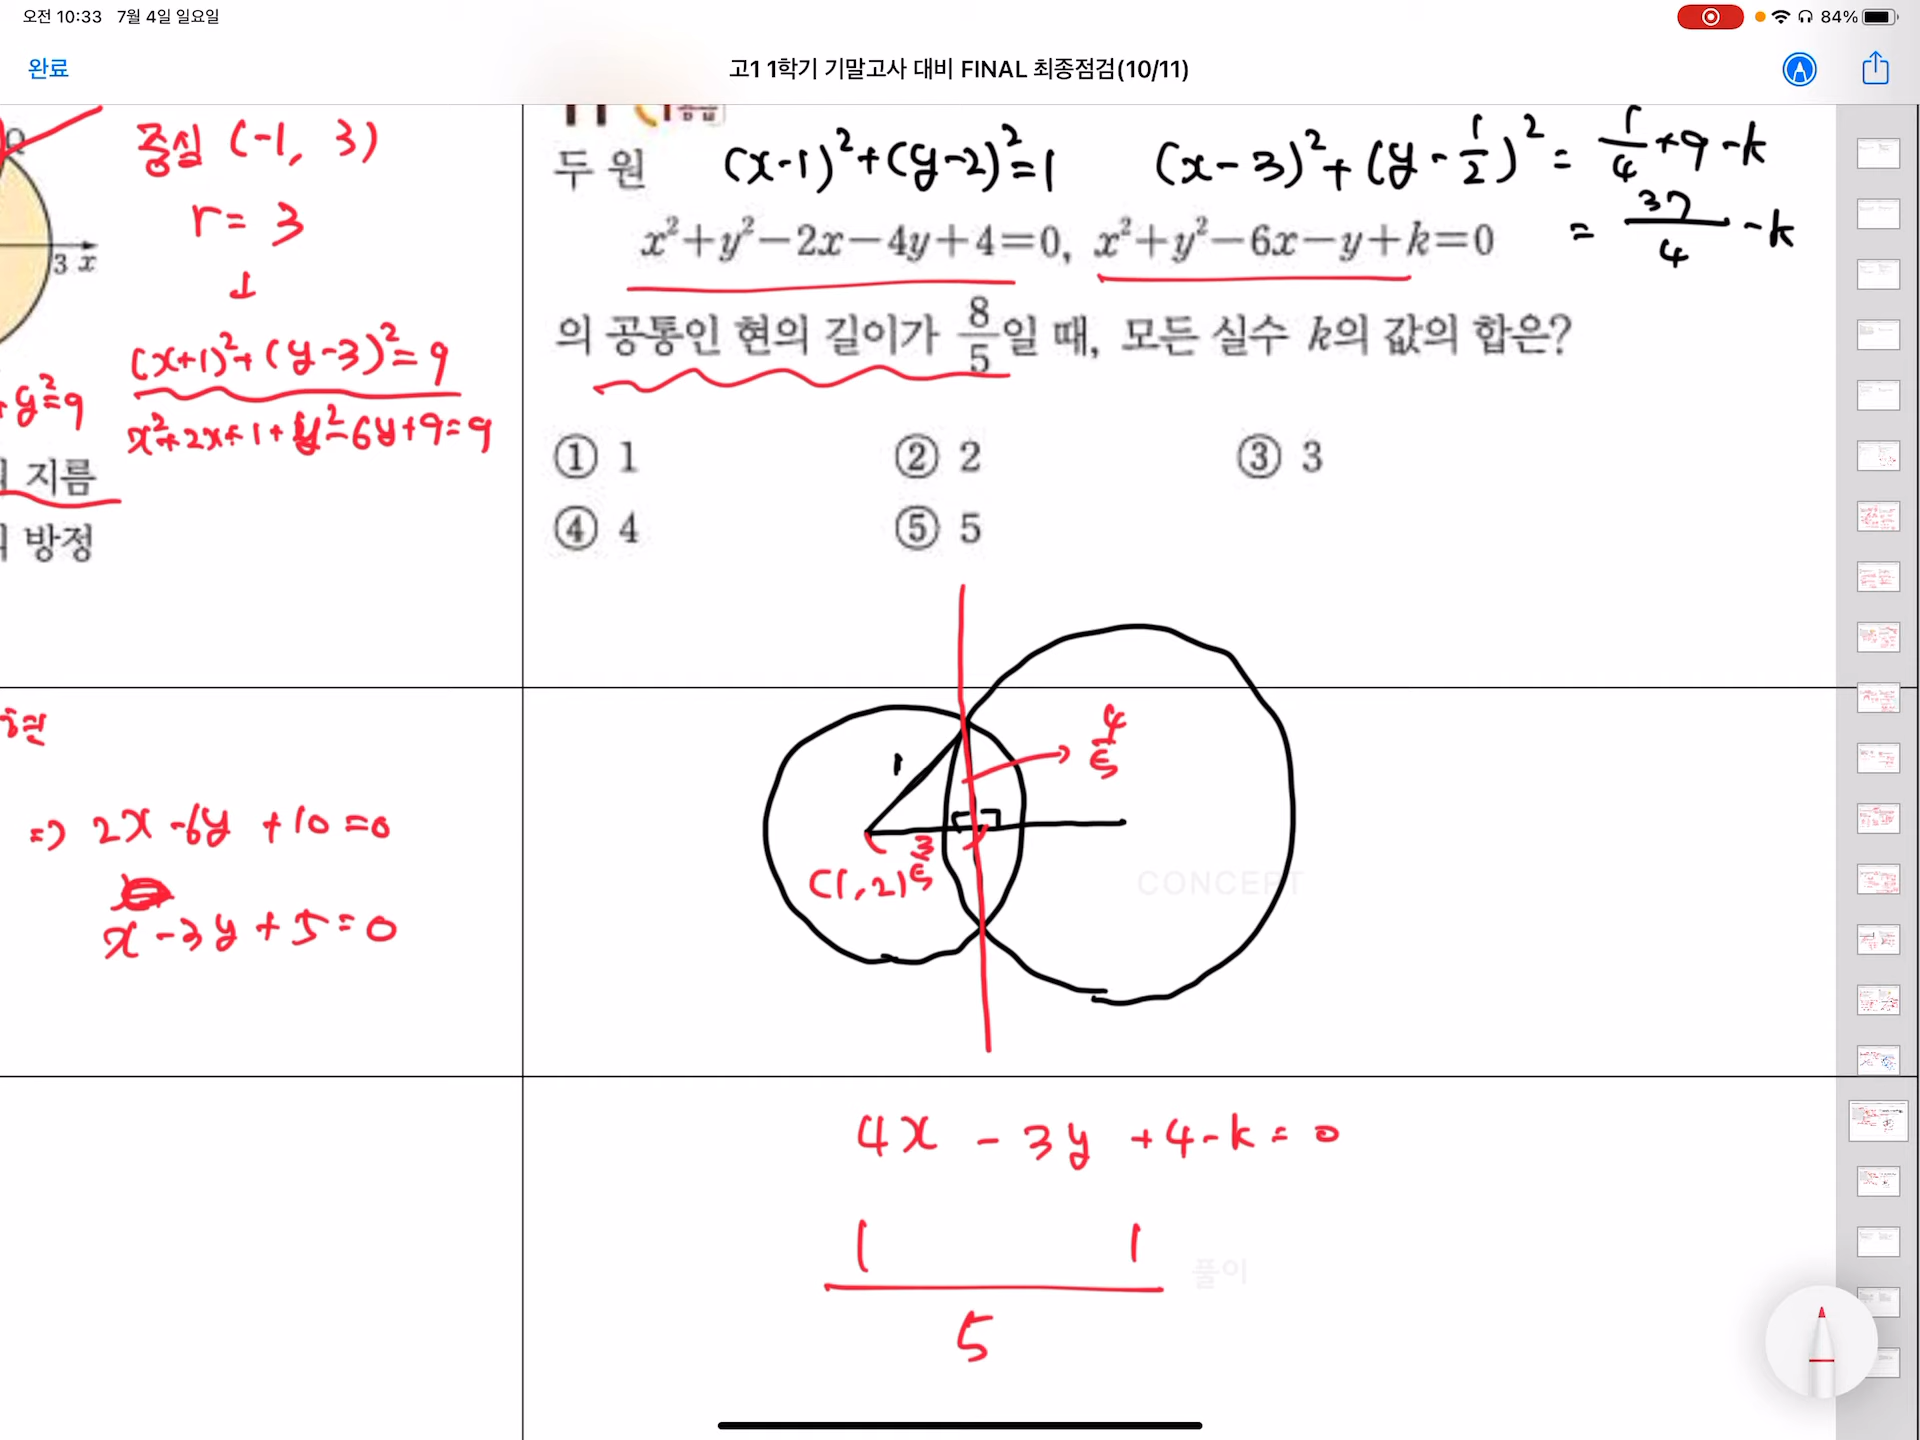 오전 10:33 7월 4일 일요일
84%
완료
고1 1학기 기말고사 대비 FINAL 최종점검(10/11)
중심 (-1, 3)
r= 3
3 x
(x+1)²+(y-3)²=9
+y²=9
x²+2x+1+y²-6y+9=9
지름
방정
현
⇒ 2x-6y+10=0
x-3y+5=0
두 원
(x-1)²+(y-2)²=1
(x-3)²+(y-1/2)²= 1/4+9-k
= 37/4-k
x²+y²-2x-4y+4=0, x²+y²-6x-y+k=0
의 공통인 현의 길이가 8/5일 때, 모든 실수 k의 값의 합은?
① 1 ② 2 ③ 3
④ 4 ⑤ 5
1
4/5
3/5
(1,2)
CONCEPT
4x - 3y +4-k=0
| |
5
풀이